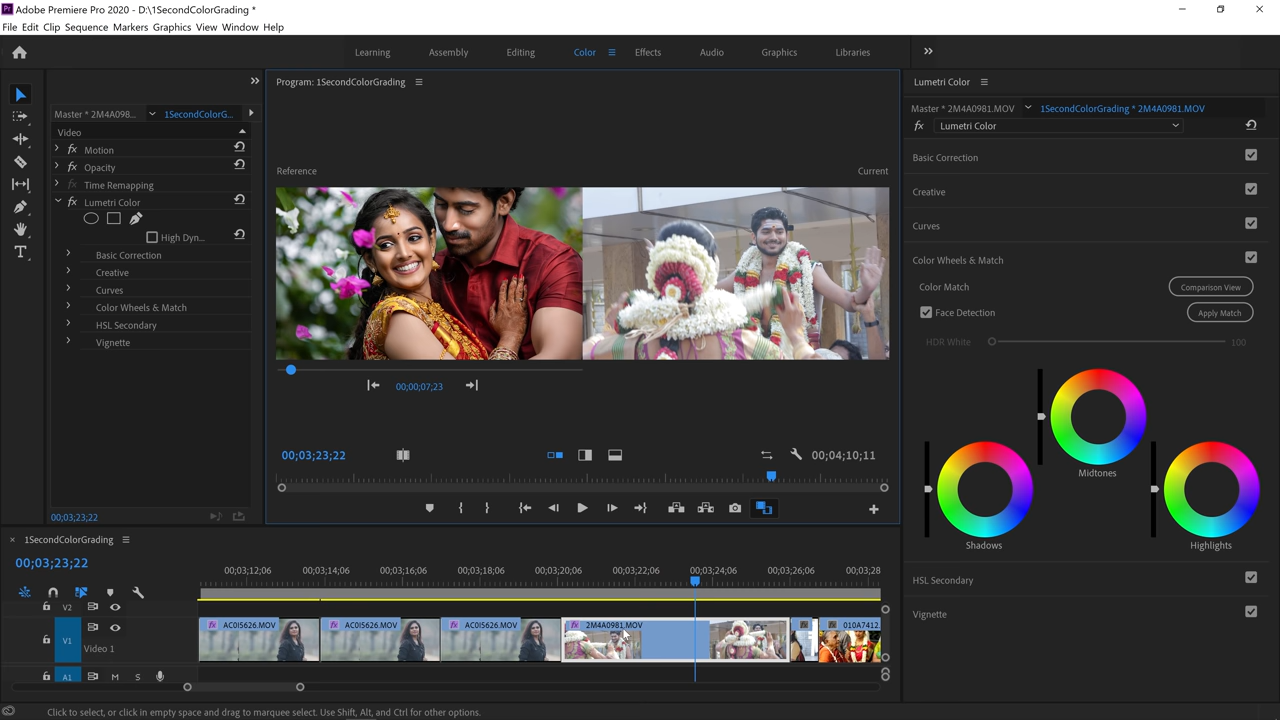 Adobe Premiere Pro 2020 - D:\1SecondColorGrading *
File Edit Clip Sequence Markers Graphics View Window Help
Learning Assembly Editing Color Effects Audio Graphics Libraries
Master * 2M4A098... 1SecondColorG...
Video
Motion
Opacity
Time Remapping
Lumetri Color
High Dyn...
Basic Correction
Creative
Curves
Color Wheels & Match
HSL Secondary
Vignette
00;03;23;22
Program: 1SecondColorGrading
Reference Current
00;00;07;23
00;03;23;22 00;04;10;11
Lumetri Color
Master * 2M4A0981.MOV 1SecondColorGrading * 2M4A0981.MOV
fx Lumetri Color
Basic Correction
Creative
Curves
Color Wheels & Match
Color Match Comparison View
Face Detection Apply Match
HDR White 100
Midtones
Shadows Highlights
HSL Secondary
Vignette
1SecondColorGrading
00;03;23;22
00;03;12;06 00;03;14;06 00;03;16;06 00;03;18;06 00;03;20;06 00;03;22;06 00;03;24;06 00;03;26;06 00;03;28
V2
AC0I5626.MOV AC0I5626.MOV AC0I5626.MOV 2M4A0981.MOV 010A7412.
V1 Video 1
A1 M S
Click to select, or click in empty space and drag to marquee select. Use Shift, Alt, and Ctrl for other options.